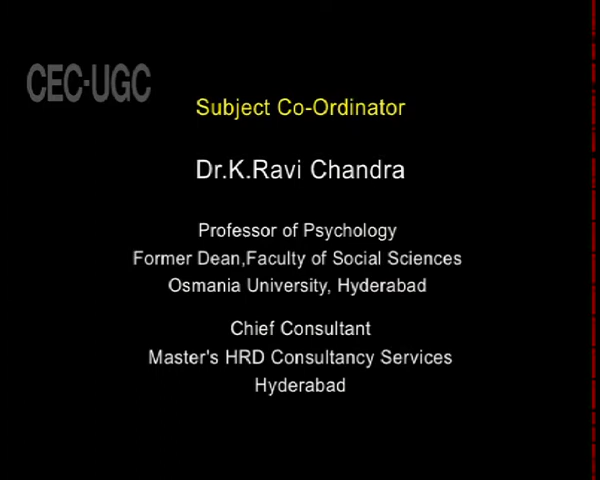 CEC-UGC
Subject Co-Ordinator
Dr.K.Ravi Chandra
Professor of Psychology
Former Dean,Faculty of Social Sciences
Osmania University, Hyderabad
Chief Consultant
Master's HRD Consultancy Services
Hyderabad